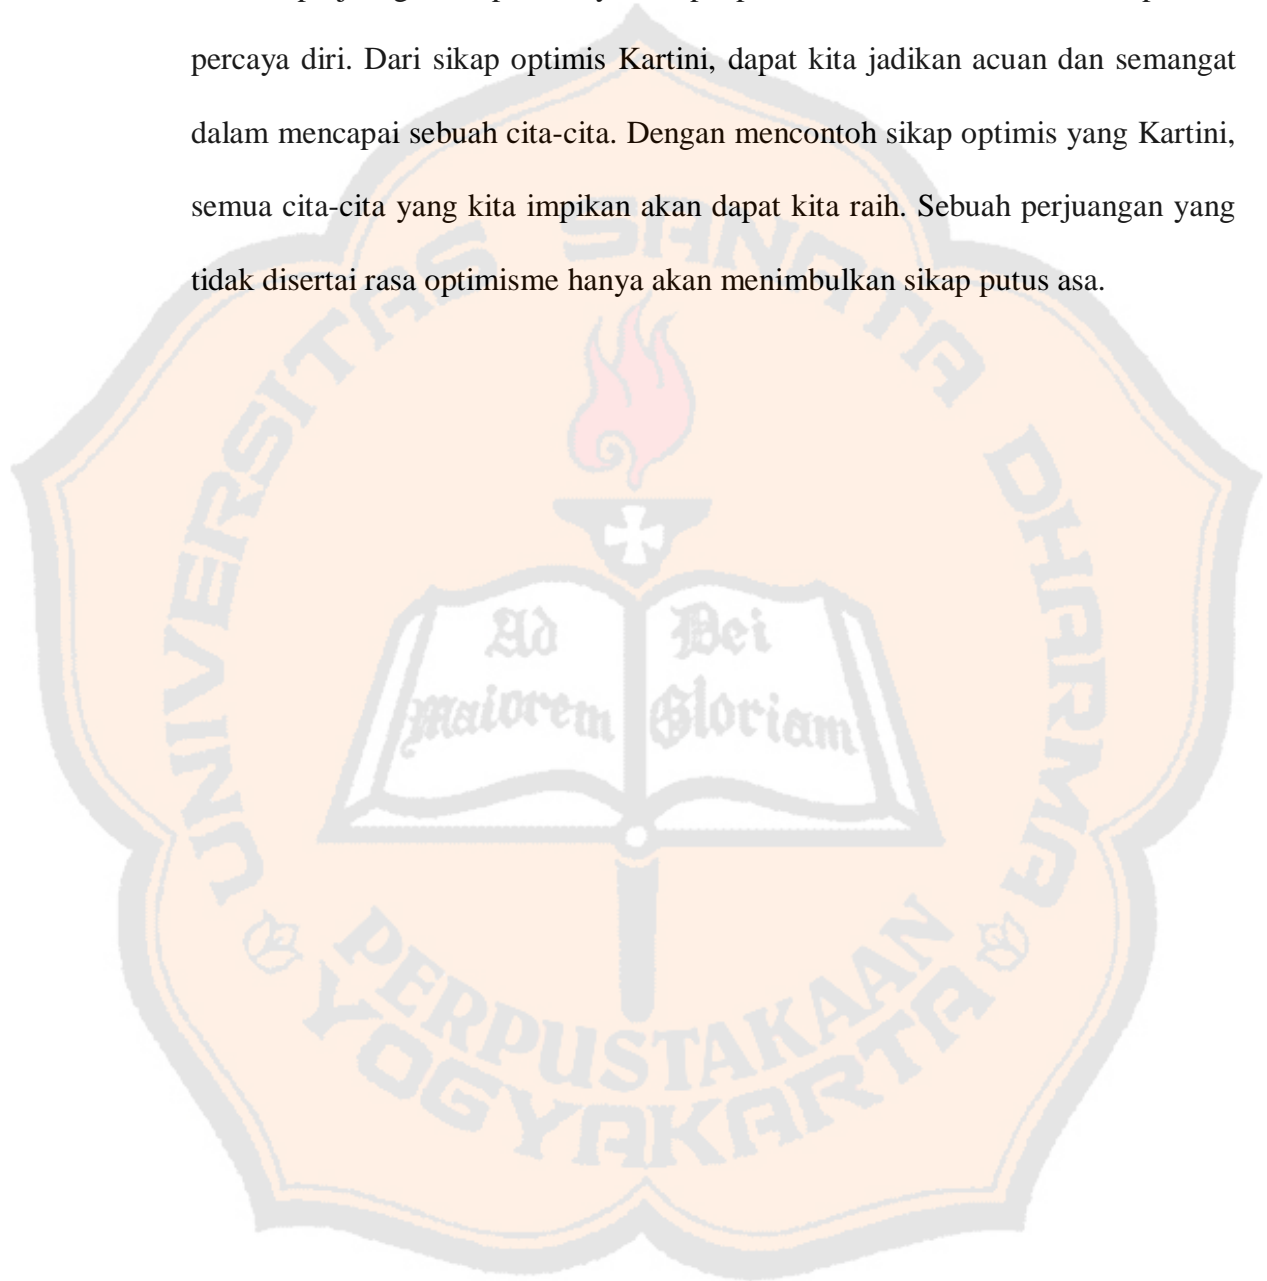 percaya diri. Dari sikap optimis Kartini, dapat kita jadikan acuan dan semangat
dalam mencapai sebuah cita-cita. Dengan mencontoh sikap optimis yang Kartini,
semua cita-cita yang kita impikan akan dapat kita raih. Sebuah perjuangan yang
tidak disertai rasa optimisme hanya akan menimbulkan sikap putus asa.
UNIVERSITAS SANATA DHARMA
Ad Dei
maiorem Gloriam
PERPUSTAKAAN
YOGYAKARTA